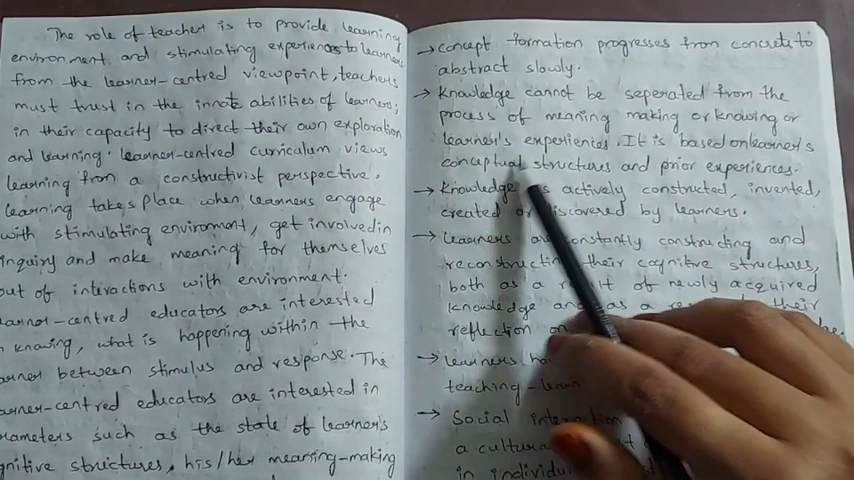 The role of teacher is to provide learning
environment and stimulating experiences to learners
from the learner-centred viewpoint, teachers
must trust in the innate abilities of learners;
in their capacity to direct their own exploration
and learning. learner-centred curriculum views
learning from a constructivist perspective.
learning takes place when learners engage
with stimulating enviroment, get involved in
inquiry and make meaning for themselves
out of interactions with environment.
learner-centred educators are interested
knowing, what is happening within the
between stimulus and response. The
centred educators are interested in
such as the state of learner's
structures, his/her meaning-making
→ concept formation progresses from concrete to
abstract slowly.
→ Knowledge cannot be seperated from the
process of meaning making or knowing or
learner's experiences. It is based on learner's
conceptual structures and prior experiences.
→ Knowledge is actively constructed, invented,
created or discovered by learners.
→ learners are constantly constructing and
reconstructing their cognitive structures,
both as a result of newly acquired
knowledge and as a their
reflection on
→ learners
teaching-
→ Social interaction
a cultural
in